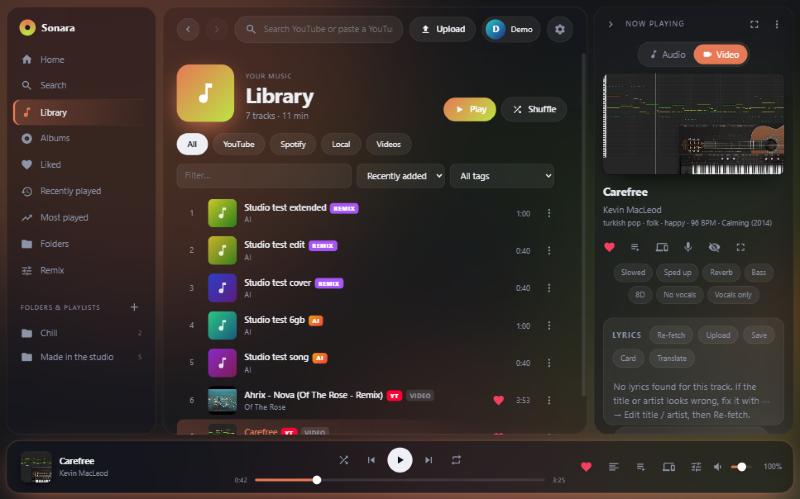 Sonara
Home
Search
Library
Albums
Liked
Recently played
Most played
Folders
Remix
FOLDERS & PLAYLISTS
Chill 2
Made in the studio 5
Search YouTube or paste a YouTu
Upload
D Demo
YOUR MUSIC
Library
7 tracks · 11 min
Play
Shuffle
All YouTube Spotify Local Videos
Filter...
Recently added
All tags
1 Studio test extended REMIX 1:00
AI
2 Studio test edit REMIX 0:40
AI
3 Studio test cover REMIX 0:40
AI
4 Studio test 6gb AI 1:00
AI
5 Studio test song AI 0:40
AI
6 Ahrix - Nova (Of The Rose - Remix) YT VIDEO 3:53
Of The Rose
Carefree YT VIDEO
NOW PLAYING
Audio Video
Carefree
Kevin MacLeod
turkish pop · folk · happy · 96 BPM · Calming (2014)
Slowed Sped up Reverb Bass
8D No vocals Vocals only
LYRICS Re-fetch Upload Save
Card Translate
No lyrics found for this track. If the
title or artist looks wrong, fix it with ⋯
→ Edit title / artist, then Re-fetch.
Carefree
Kevin MacLeod
0:42
3:25
100%